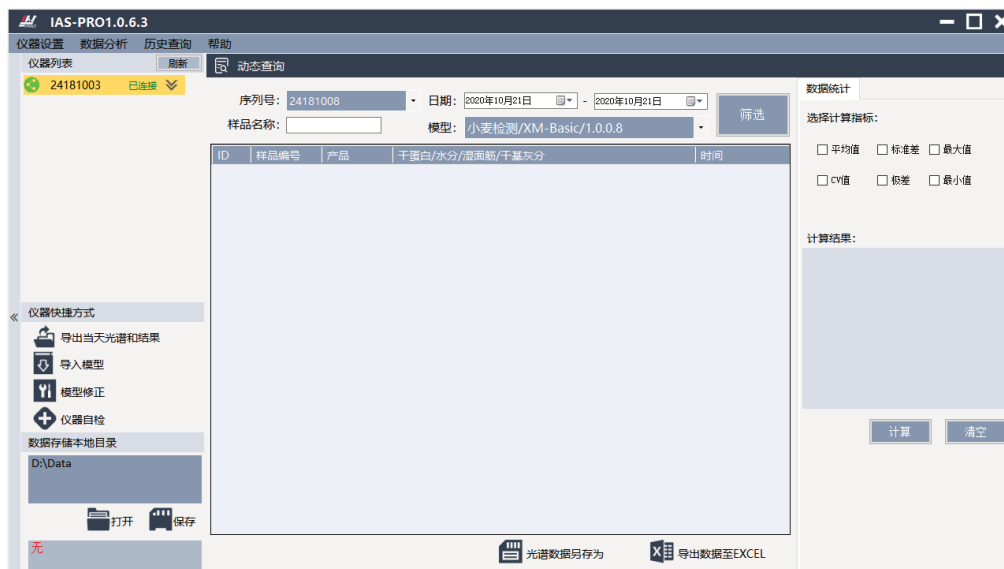 IAS-PRO1.0.6.3
仪器设置 数据分析 历史查询 帮助
仪器列表 刷新
24181003 已连接
动态查询
序列号: 24181008 日期: 2020年10月21日 - 2020年10月21日 筛选
样品名称: 模型: 小麦检测/XM-Basic/1.0.0.8
ID 样品编号 产品 干蛋白/水分/湿面筋/干基灰分 时间
数据统计
选择计算指标:
平均值 标准差 最大值
CV值 极差 最小值
计算结果:
计算 清空
仪器快捷方式
导出当天光谱和结果
导入模型
模型修正
仪器自检
数据存储本地目录
D:\Data
打开 保存
无
光谱数据另存为 导出数据至EXCEL